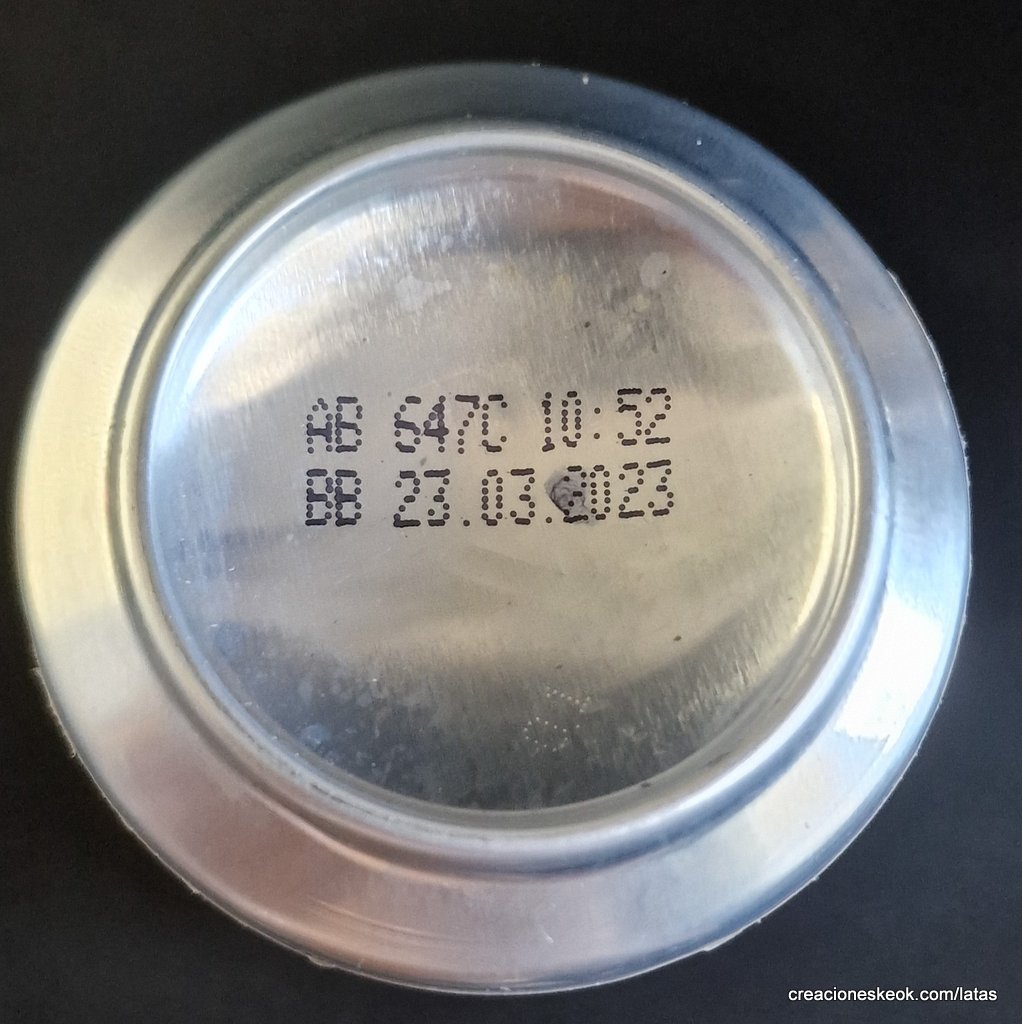 AB 647C 10:52
BB 23.03.2023
creacioneskeok.com/latas